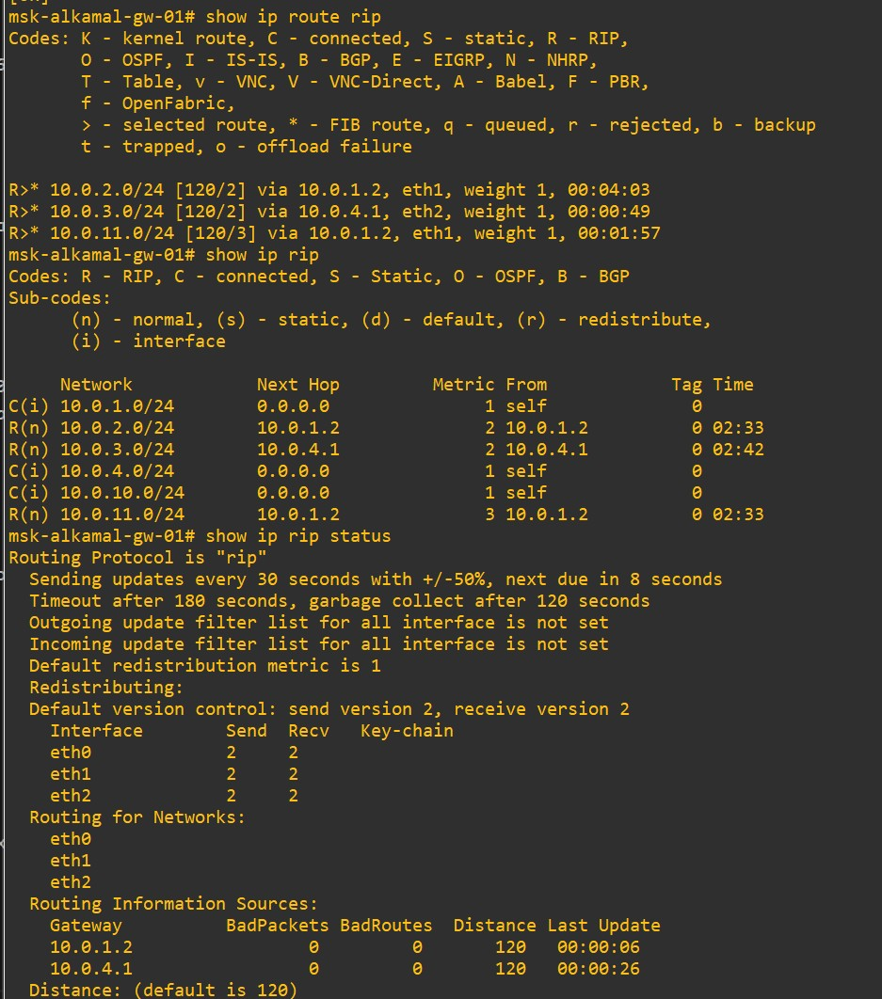 msk-alkamal-gw-01# show ip route rip
Codes: K - kernel route, C - connected, S - static, R - RIP,
       O - OSPF, I - IS-IS, B - BGP, E - EIGRP, N - NHRP,
       T - Table, v - VNC, V - VNC-Direct, A - Babel, F - PBR,
       f - OpenFabric,
       > - selected route, * - FIB route, q - queued, r - rejected, b - backup
       t - trapped, o - offload failure

R>* 10.0.2.0/24 [120/2] via 10.0.1.2, eth1, weight 1, 00:04:03
R>* 10.0.3.0/24 [120/2] via 10.0.4.1, eth2, weight 1, 00:00:49
R>* 10.0.11.0/24 [120/3] via 10.0.1.2, eth1, weight 1, 00:01:57
msk-alkamal-gw-01# show ip rip
Codes: R - RIP, C - connected, S - Static, O - OSPF, B - BGP
Sub-codes:
      (n) - normal, (s) - static, (d) - default, (r) - redistribute,
      (i) - interface

     Network            Next Hop         Metric From            Tag Time
C(i) 10.0.1.0/24        0.0.0.0               1 self              0
R(n) 10.0.2.0/24        10.0.1.2              2 10.0.1.2          0 02:33
R(n) 10.0.3.0/24        10.0.4.1              2 10.0.4.1          0 02:42
C(i) 10.0.4.0/24        0.0.0.0               1 self              0
C(i) 10.0.10.0/24       0.0.0.0               1 self              0
R(n) 10.0.11.0/24       10.0.1.2              3 10.0.1.2          0 02:33
msk-alkamal-gw-01# show ip rip status
Routing Protocol is "rip"
  Sending updates every 30 seconds with +/-50%, next due in 8 seconds
  Timeout after 180 seconds, garbage collect after 120 seconds
  Outgoing update filter list for all interface is not set
  Incoming update filter list for all interface is not set
  Default redistribution metric is 1
  Redistributing:
  Default version control: send version 2, receive version 2
    Interface        Send  Recv   Key-chain
    eth0             2     2
    eth1             2     2
    eth2             2     2
  Routing for Networks:
    eth0
    eth1
    eth2
  Routing Information Sources:
    Gateway          BadPackets BadRoutes  Distance Last Update
    10.0.1.2                 0         0       120   00:00:06
    10.0.4.1                 0         0       120   00:00:26
  Distance: (default is 120)